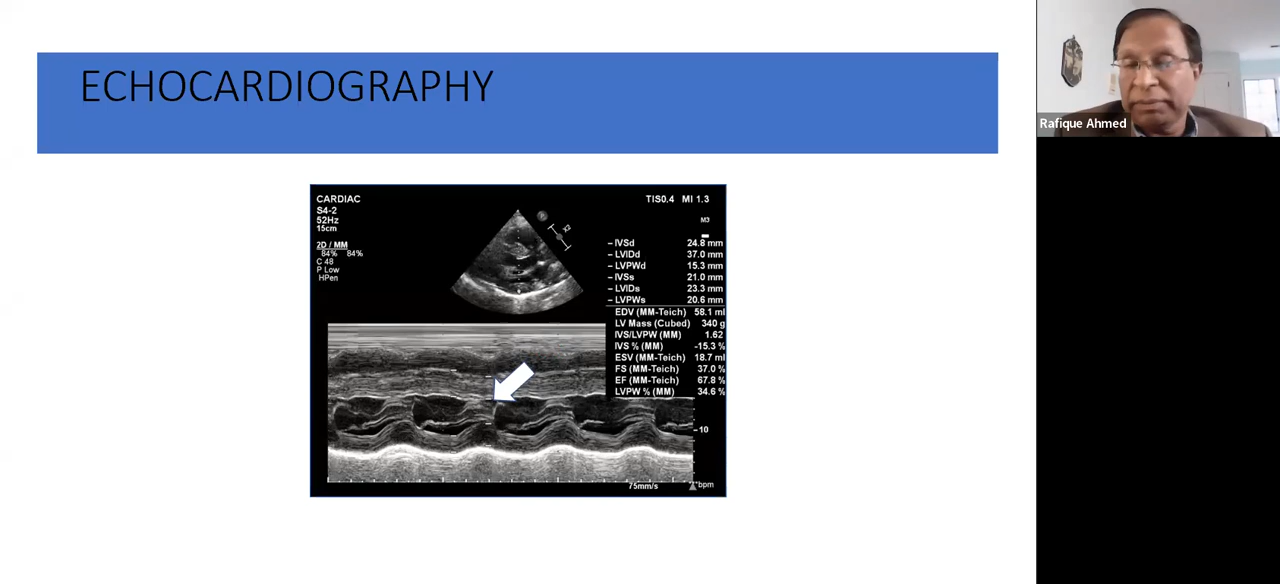 ECHOCARDIOGRAPHY
Rafique Ahmed
CARDIAC
TIS0.4 MI 1.3
S4-2
52Hz
15cm
M3
2D / MM
84% 84%
C 48
P Low
HPen
x2
– IVSd 24.8 mm
– LVIDd 37.0 mm
– LVPWd 15.3 mm
– IVSs 21.0 mm
– LVIDs 23.3 mm
– LVPWs 20.6 mm
EDV (MM-Teich) 58.1 ml
LV Mass (Cubed) 340 g
IVS/LVPW (MM) 1.62
IVS % (MM) -15.3 %
ESV (MM-Teich) 18.7 ml
FS (MM-Teich) 37.0 %
EF (MM-Teich) 67.8 %
LVPW % (MM) 34.6 %
–10
75mm/s
bpm